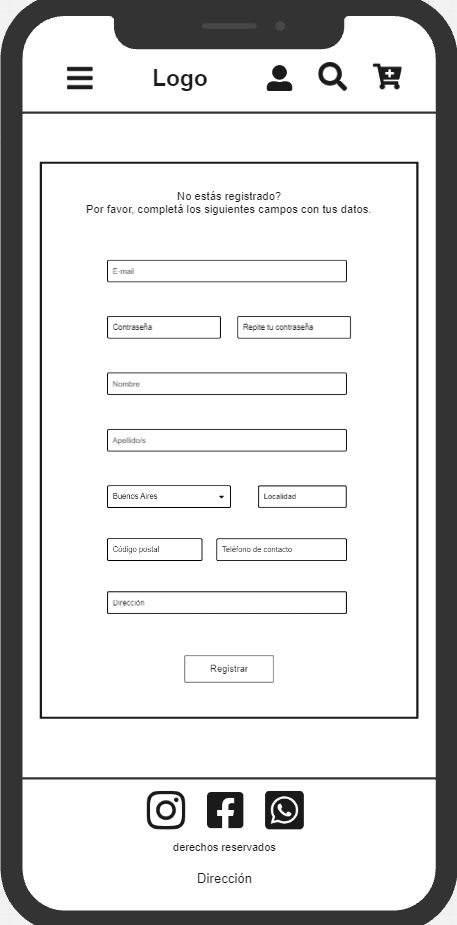 Logo
No estás registrado?
Por favor, completá los siguientes campos con tus datos.
E-mail
Contraseña Repite tu contraseña
Nombre
Apellido/s
Buenos Aires Localidad
Código postal Teléfono de contacto
Dirección
Registrar
derechos reservados
Dirección